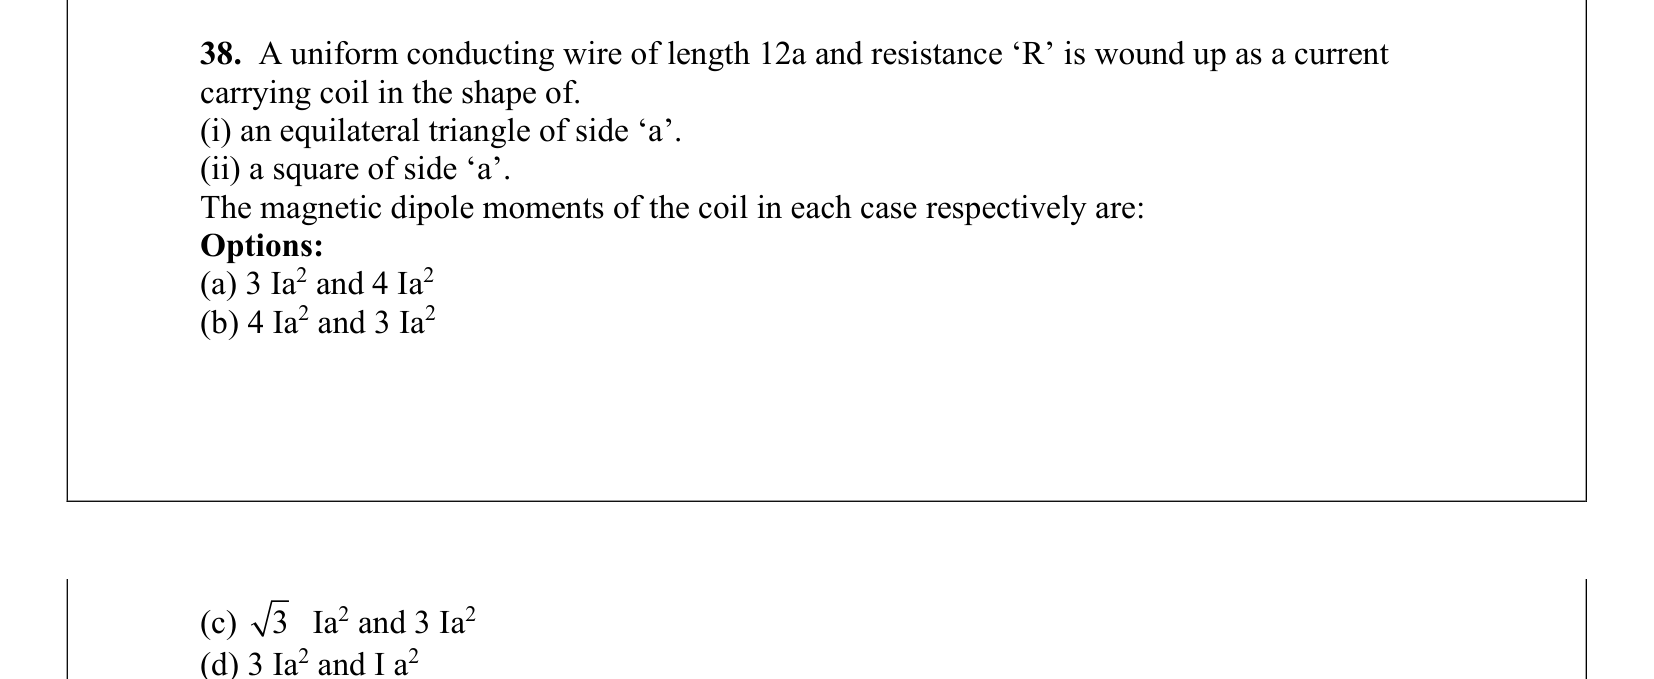 38. A uniform conducting wire of length 12a and resistance ‘R’ is wound up as a current
carrying coil in the shape of.
(i) an equilateral triangle of side ‘a’.
(ii) a square of side ‘a’.
The magnetic dipole moments of the coil in each case respectively are:
Options:
(a) 3 Ia² and 4 Ia²
(b) 4 Ia² and 3 Ia²
(c) √3 Ia² and 3 Ia²
(d) 3 Ia² and I a²